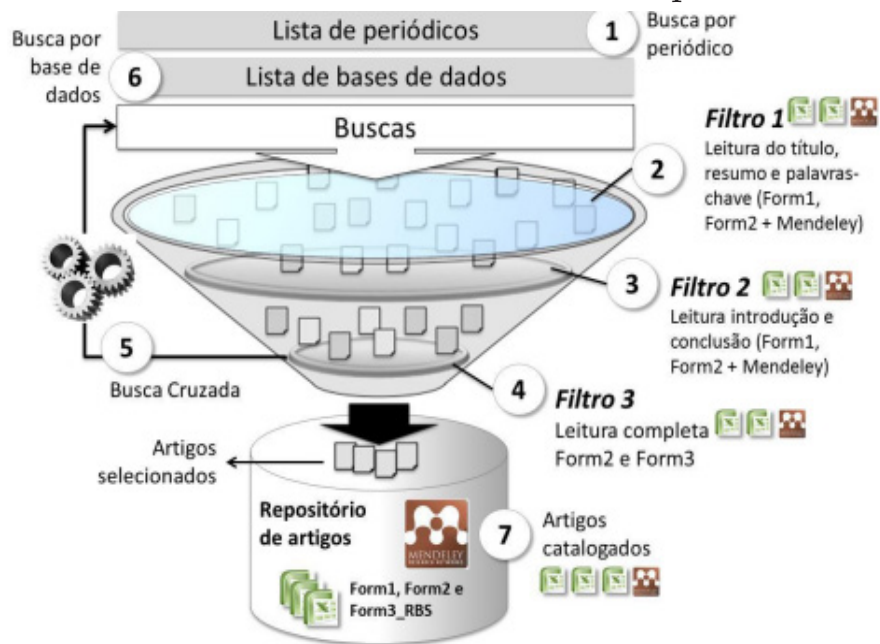 Lista de periódicos
1
Busca por
periódico
Busca por
base de
dados
6
Lista de bases de dados
Buscas
Filtro 1
Leitura do título,
resumo e palavras-
chave (Form1,
Form2 + Mendeley)
2
3
Filtro 2
Leitura introdução e
conclusão (Form1,
Form2 + Mendeley)
5
Busca Cruzada
4
Filtro 3
Leitura completa
Form2 e Form3
Artigos
selecionados
Repositório
de artigos
MENDELEY
7
Artigos
catalogados
Form1, Form2 e
Form3_RBS